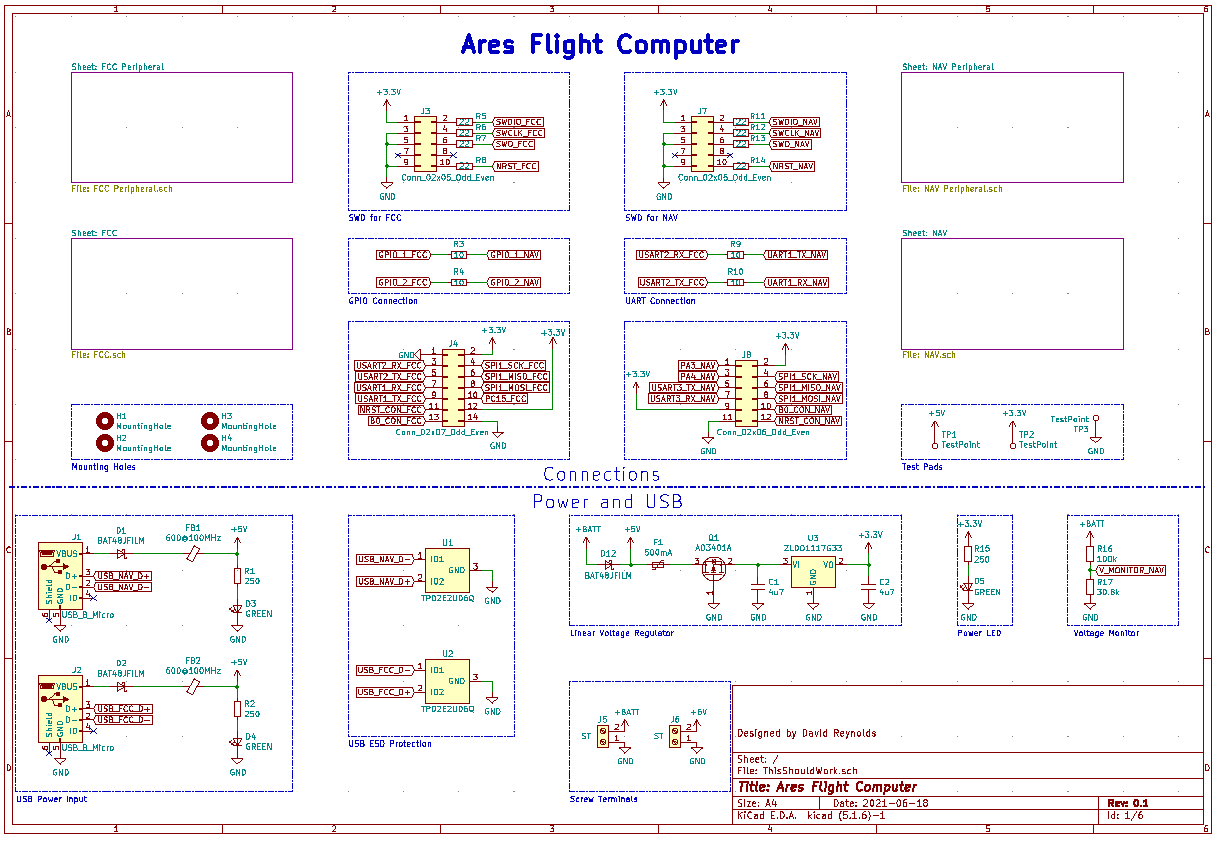 Ares Flight Computer
Sheet: FCC Peripheral
File: FCC Peripheral.sch
+3.3V
J3
1 2 R5 22 SWDIO_FCC
3 4 R6 22 SWCLK_FCC
5 6 R7 22 SWO_FCC
7 8
9 10 R8 22 NRST_FCC
Conn_02x05_Odd_Even
GND
SWD for FCC
+3.3V
J7
1 2 R11 22 SWDIO_NAV
3 4 R12 22 SWCLK_NAV
5 6 R13 22 SWO_NAV
7 8
9 10 R14 22 NRST_NAV
Conn_02x05_Odd_Even
GND
SWD for NAV
Sheet: NAV Peripheral
File: NAV Peripheral.sch
Sheet: FCC
File: FCC.sch
R3
GPIO_1_FCC 10 GPIO_1_NAV
R4
GPIO_2_FCC 10 GPIO_2_NAV
GPIO Connection
R9
USART2_RX_FCC 10 UART1_TX_NAV
R10
USART2_TX_FCC 10 UART1_RX_NAV
UART Connection
Sheet: NAV
File: NAV.sch
+3.3V
+3.3V
J4
GND 1 2
USART2_RX_FCC 3 4 SPI1_SCK_FCC
USART2_TX_FCC 5 6 SPI1_MISO_FCC
USART1_RX_FCC 7 8 SPI1_MOSI_FCC
USART1_TX_FCC 9 10 PC15_FCC
NRST_CON_FCC 11 12
B0_CON_FCC 13 14
Conn_02x07_Odd_Even
GND
+3.3V
+3.3V
J8
PA3_NAV 1 2
PA4_NAV 3 4 SPI1_SCK_NAV
USART3_TX_NAV 5 6 SPI1_MISO_NAV
USART3_RX_NAV 7 8 SPI1_MOSI_NAV
9 10 B0_CON_NAV
11 12 NRST_CON_NAV
Conn_02x06_Odd_Even
GND
H1
MountingHole
H2
MountingHole
H3
MountingHole
H4
MountingHole
Mounting Holes
+5V
TP1
TestPoint
+3.3V
TP2
TestPoint
TestPoint
TP3
GND
Test Pads
Connections
Power and USB
J1
VBUS 1
D+ 3 USB_NAV_D+
D- 2 USB_NAV_D-
ID 4
Shield
GND
6 5
USB_B_Micro
GND
D1
BAT48JFILM
FB1
600@100MHz
+5V
R1
250
D3
GREEN
GND
J2
VBUS 1
D+ 3 USB_FCC_D+
D- 2 USB_FCC_D-
ID 4
Shield
GND
6 5
USB_B_Micro
GND
D2
BAT48JFILM
FB2
600@100MHz
+5V
R2
250
D4
GREEN
GND
USB Power Input
U1
USB_NAV_D- 1 IO1
GND 3
USB_NAV_D+ 2 IO2
TPD2E2U06Q
GND
U2
USB_FCC_D- 1 IO1
GND 3
USB_FCC_D+ 2 IO2
TPD2E2U06Q
GND
USB ESD Protection
+BATT
+5V
D12
BAT48JFILM
F1
500mA
Q1
AO3401A
3 2
1
GND
C1
4u7
GND
U3
ZLDO1117G33
3 VI VO 2
GND
1
GND
+3.3V
C2
4u7
GND
Linear Voltage Regulator
+3.3V
R15
250
D5
GREEN
GND
Power LED
+BATT
R16
100k
V_MONITOR_NAV
R17
30.8k
GND
Voltage Monitor
J5
+BATT
ST
2
1
GND
J6
ST
2
1
GND
Screw Terminals
Designed by David Reynolds
Sheet: /
File: ThisShouldWork.sch
Title: Ares Flight Computer
Size: A4 Date: 2021-06-18 Rev: 0.1
KiCad E.D.A. kicad (5.1.6)-1 Id: 1/6